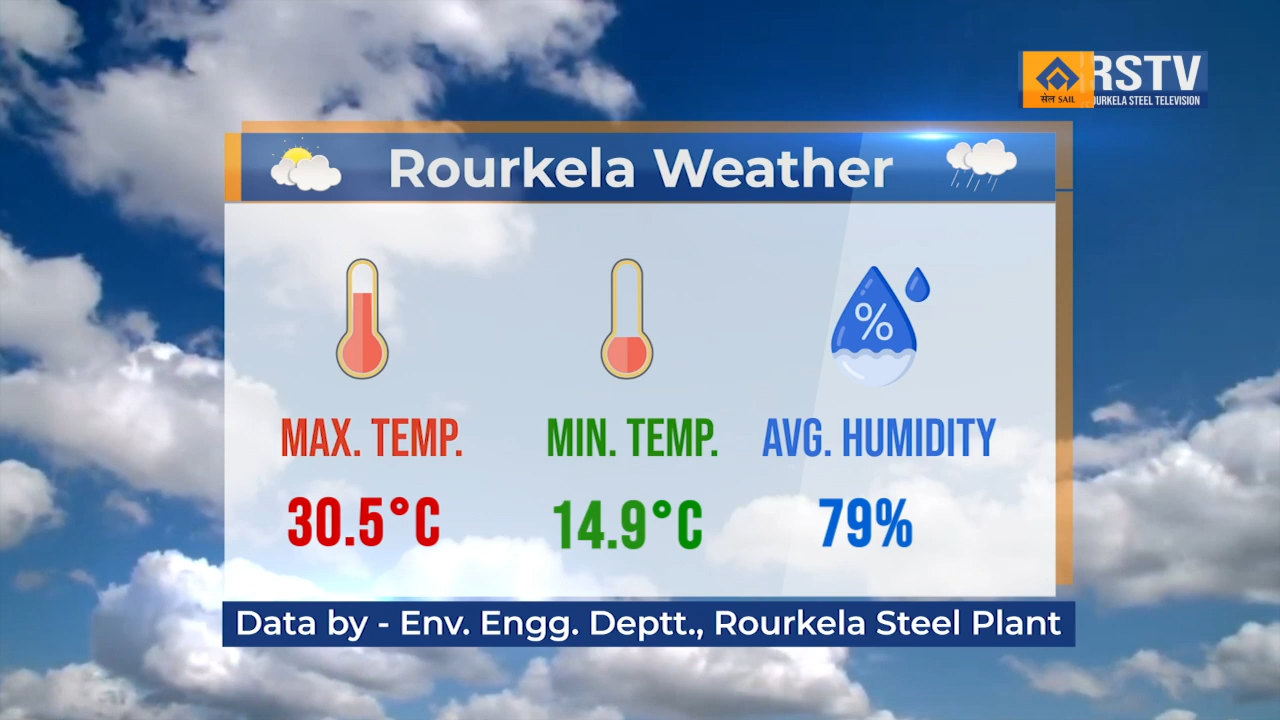 RSTV
सेल SAIL
OURKELA STEEL TELEVISION
Rourkela Weather
%
MAX. TEMP.
MIN. TEMP.
AVG. HUMIDITY
30.5°C
14.9°C
79%
Data by - Env. Engg. Deptt., Rourkela Steel Plant